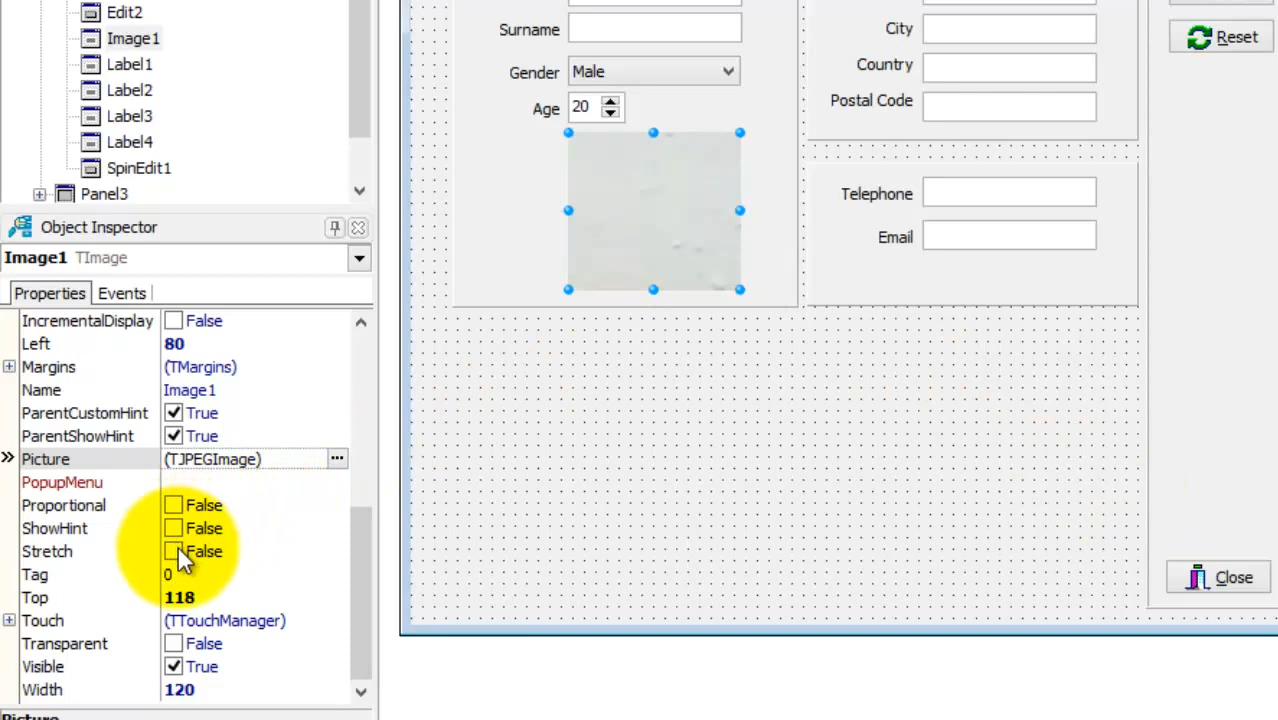 Edit2
Image1
Label1
Label2
Label3
Label4
SpinEdit1
Panel3
Object Inspector
Image1 TImage
Properties Events
IncrementalDisplay False
Left 80
Margins (TMargins)
Name Image1
ParentCustomHint True
ParentShowHint True
Picture (TJPEGImage)
PopupMenu
Proportional False
ShowHint False
Stretch False
Tag 0
Top 118
Touch (TTouchManager)
Transparent False
Visible True
Width 120
Picture
Surname
Gender Male
Age 20
City
Country
Postal Code
Telephone
Email
Reset
Close